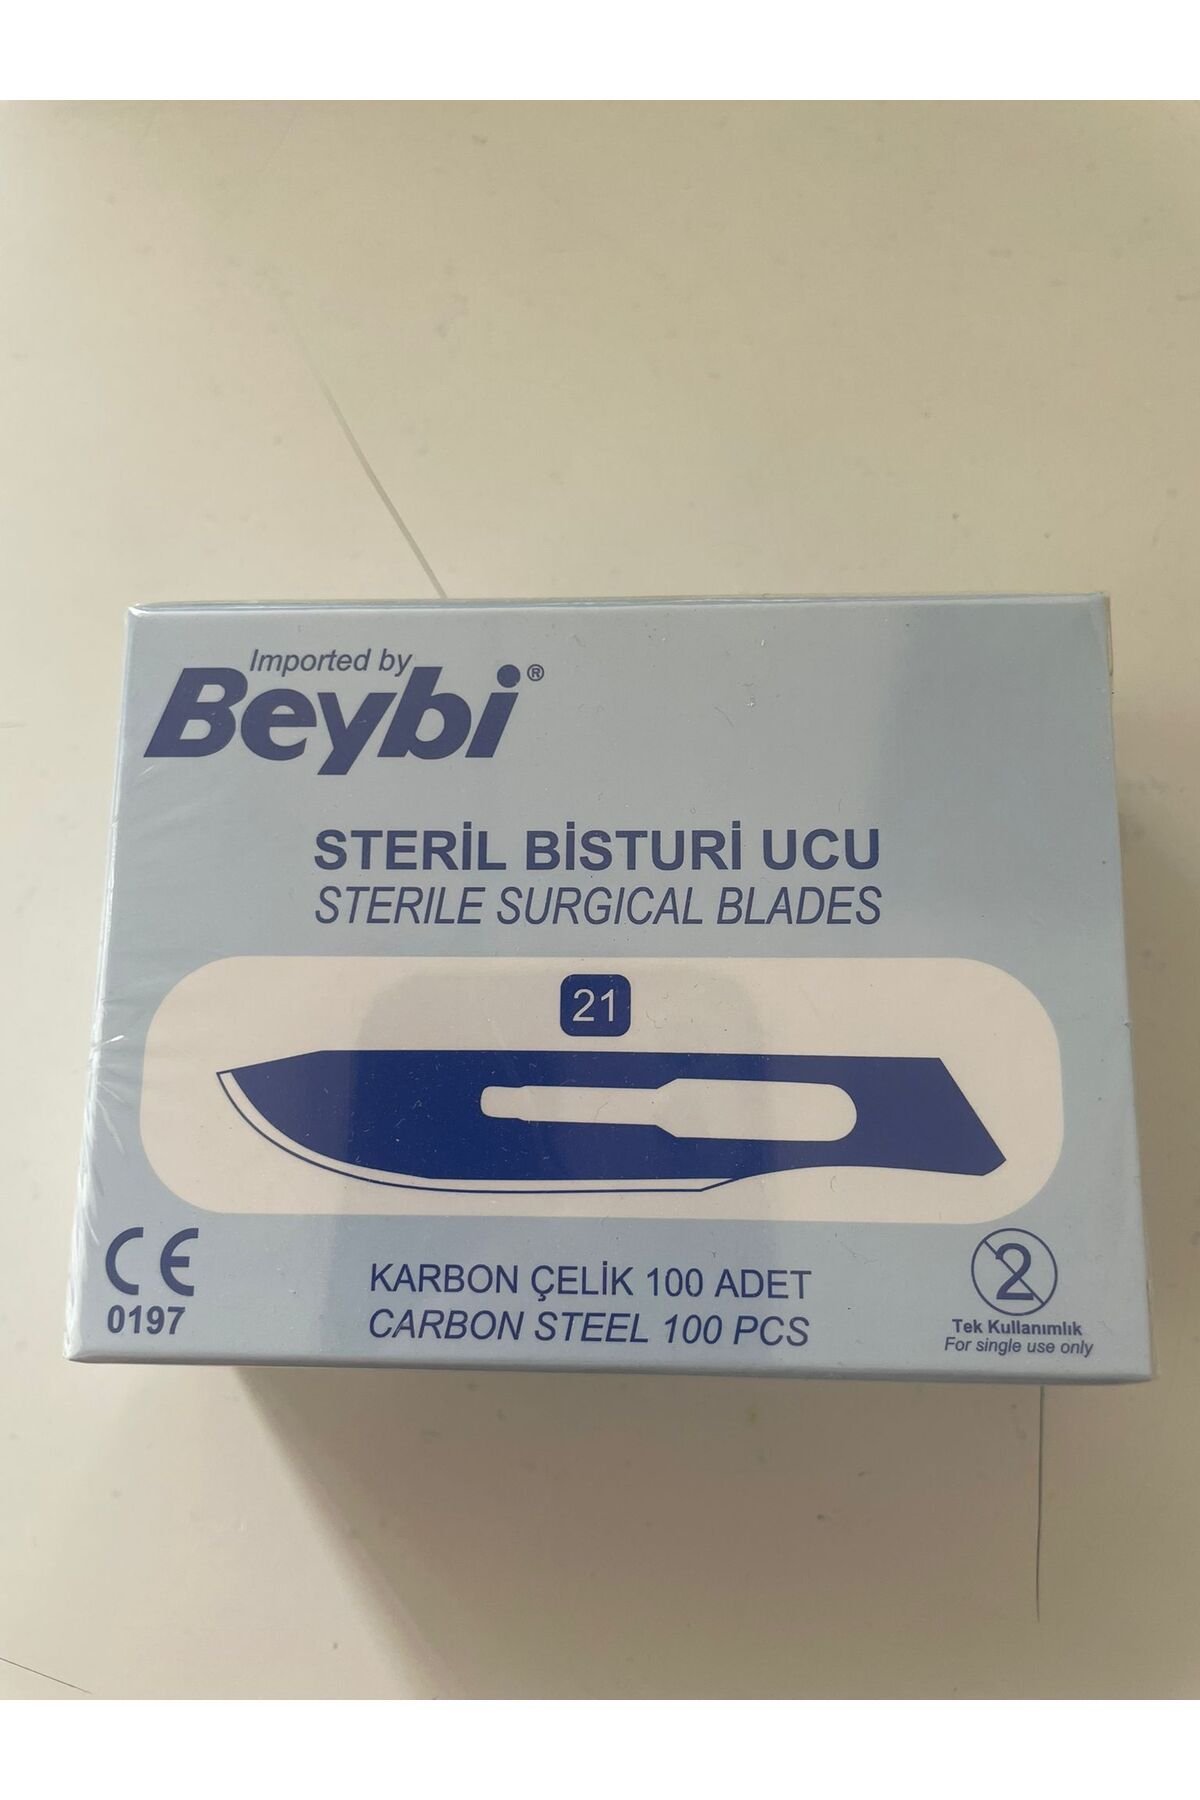 Imported by
Beybi®
STERİL BİSTURİ UCU
STERILE SURGICAL BLADES
21
CE
0197
KARBON ÇELİK 100 ADET
CARBON STEEL 100 PCS
2
Tek Kullanımlık
For single use only